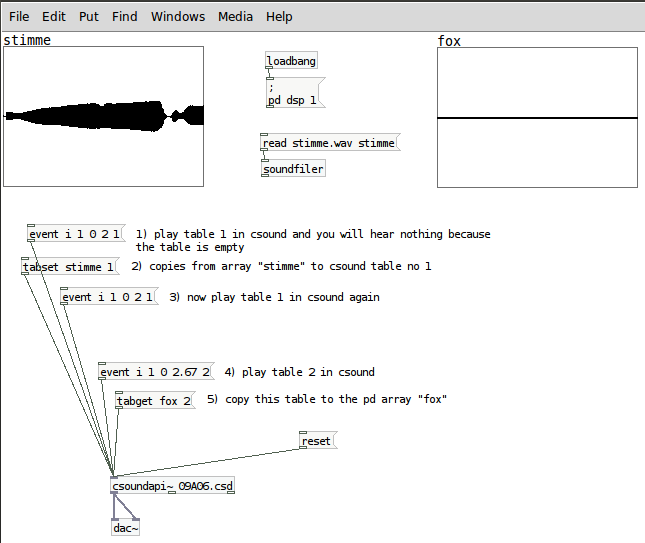 File Edit Put Find Windows Media Help
stimme
fox
loadbang
;
pd dsp 1
read stimme.wav stimme
soundfiler
event i 1 0 2 1
1) play table 1 in csound and you will hear nothing because
the table is empty
tabset stimme 1
2) copies from array "stimme" to csound table no 1
event i 1 0 2 1
3) now play table 1 in csound again
event i 1 0 2.67 2
4) play table 2 in csound
tabget fox 2
5) copy this table to the pd array "fox"
reset
csoundapi~ 09A06.csd
dac~